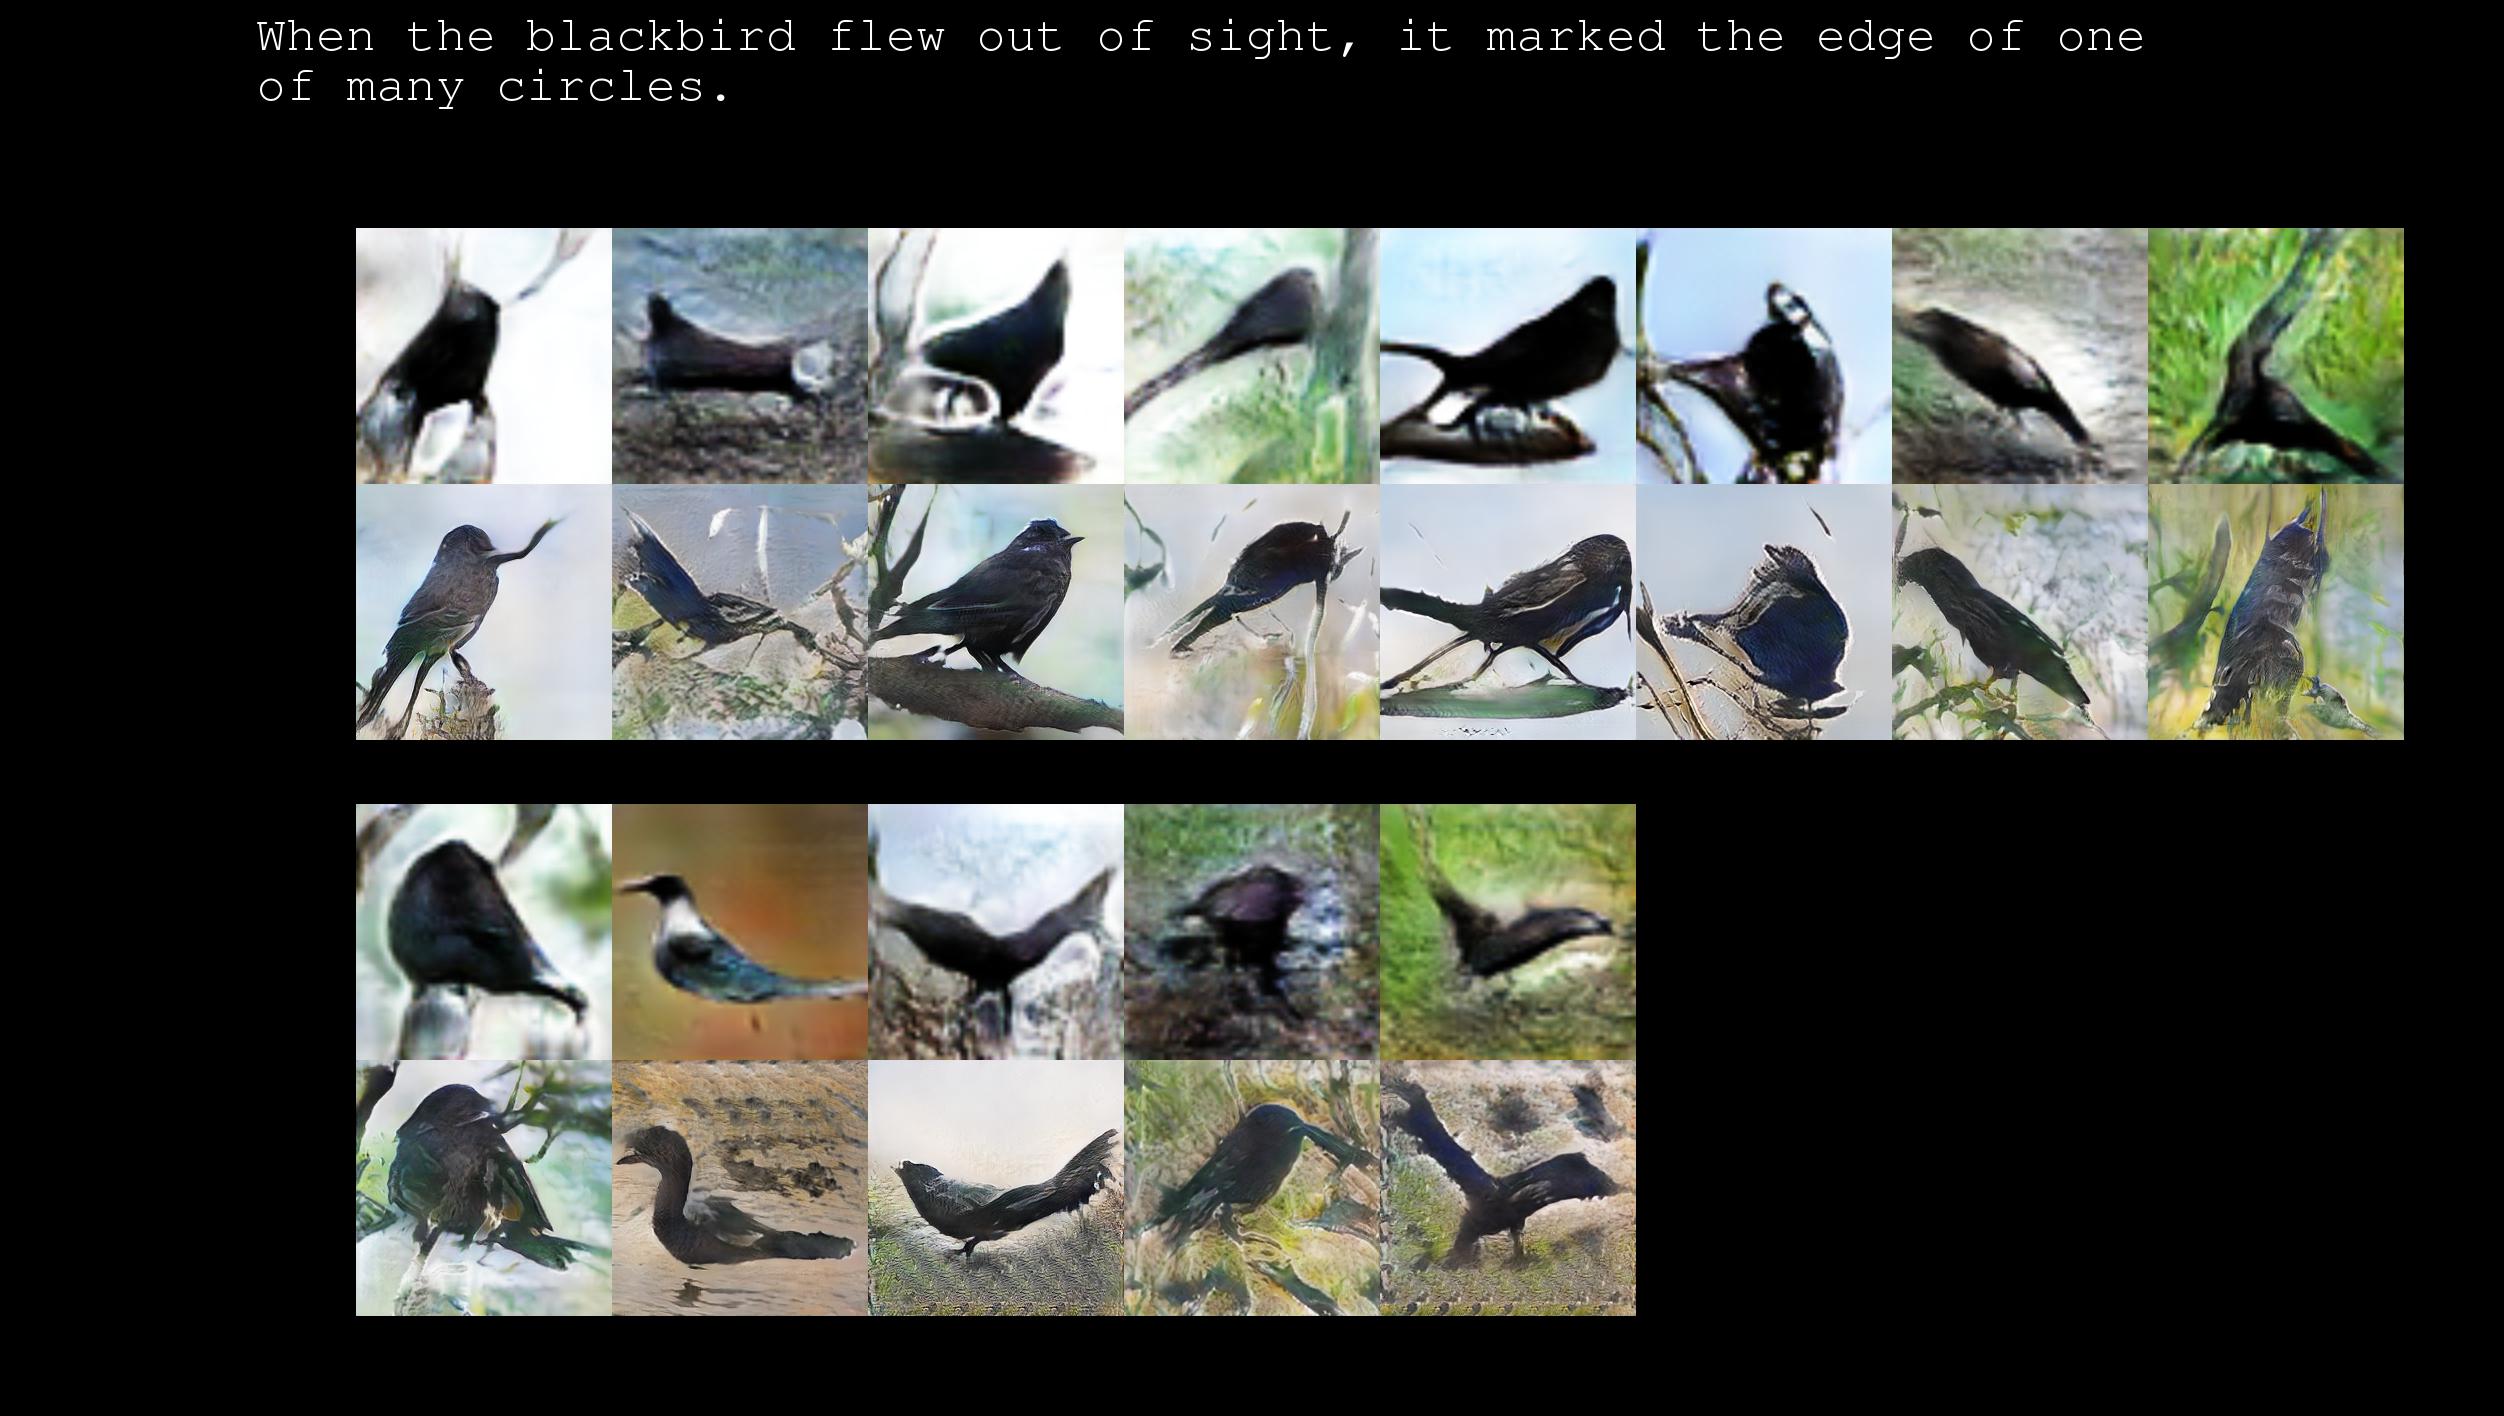 When the blackbird flew out of sight, it marked the edge of one
of many circles.